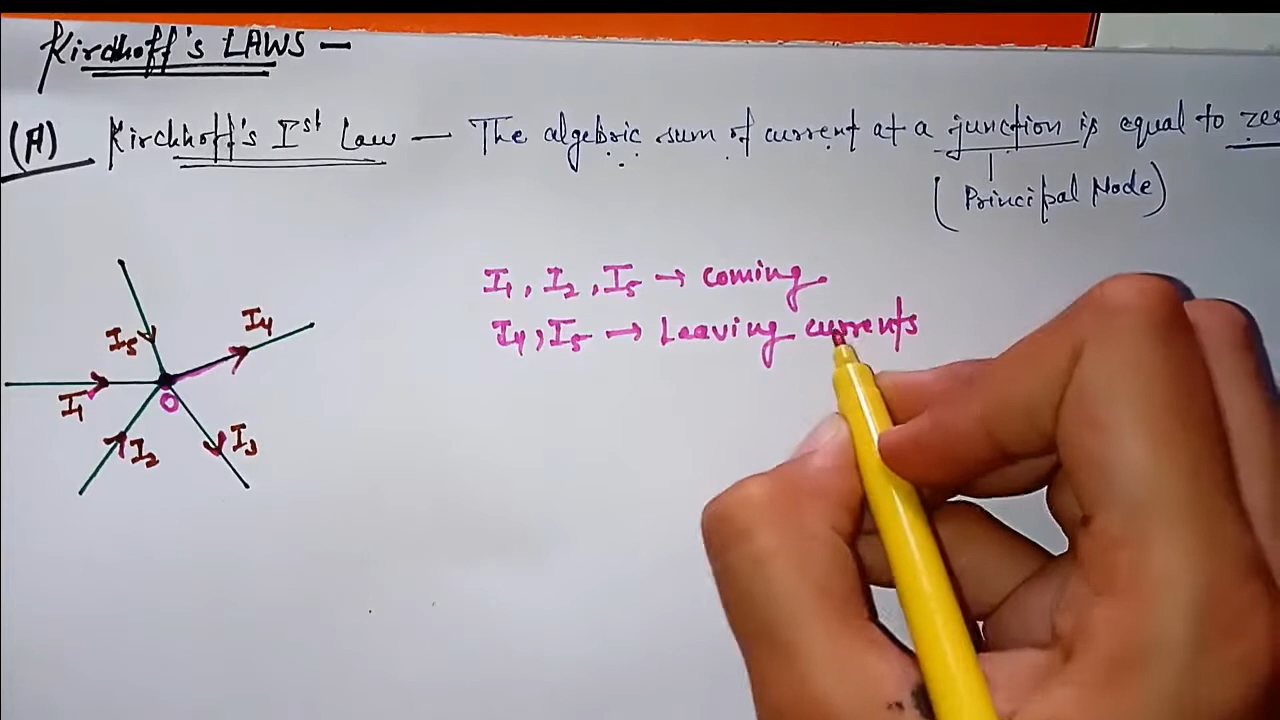 Kirchhoff's LAWS —
(A) Kirchhoff's Ist Law — The algebric sum of current at a junction is equal to zer
(Principal Node)
I1, I2, I5 → coming
I4, I5 → Leaving currents
I5
I4
I1
O
I2
I3